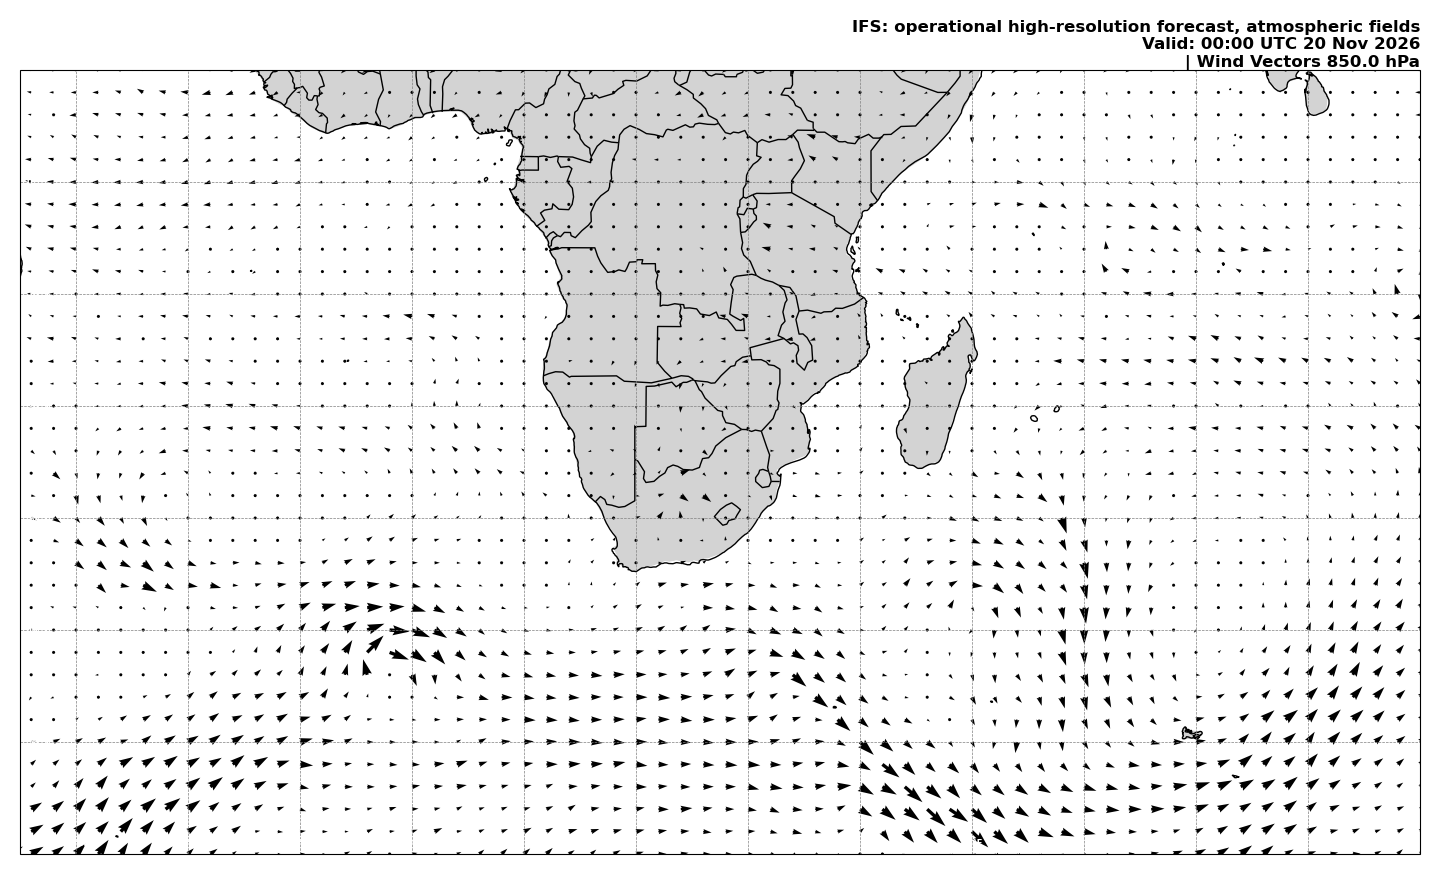 IFS: operational high-resolution forecast, atmospheric fields
Valid: 00:00 UTC 20 Nov 2026
| Wind Vectors 850.0 hPa